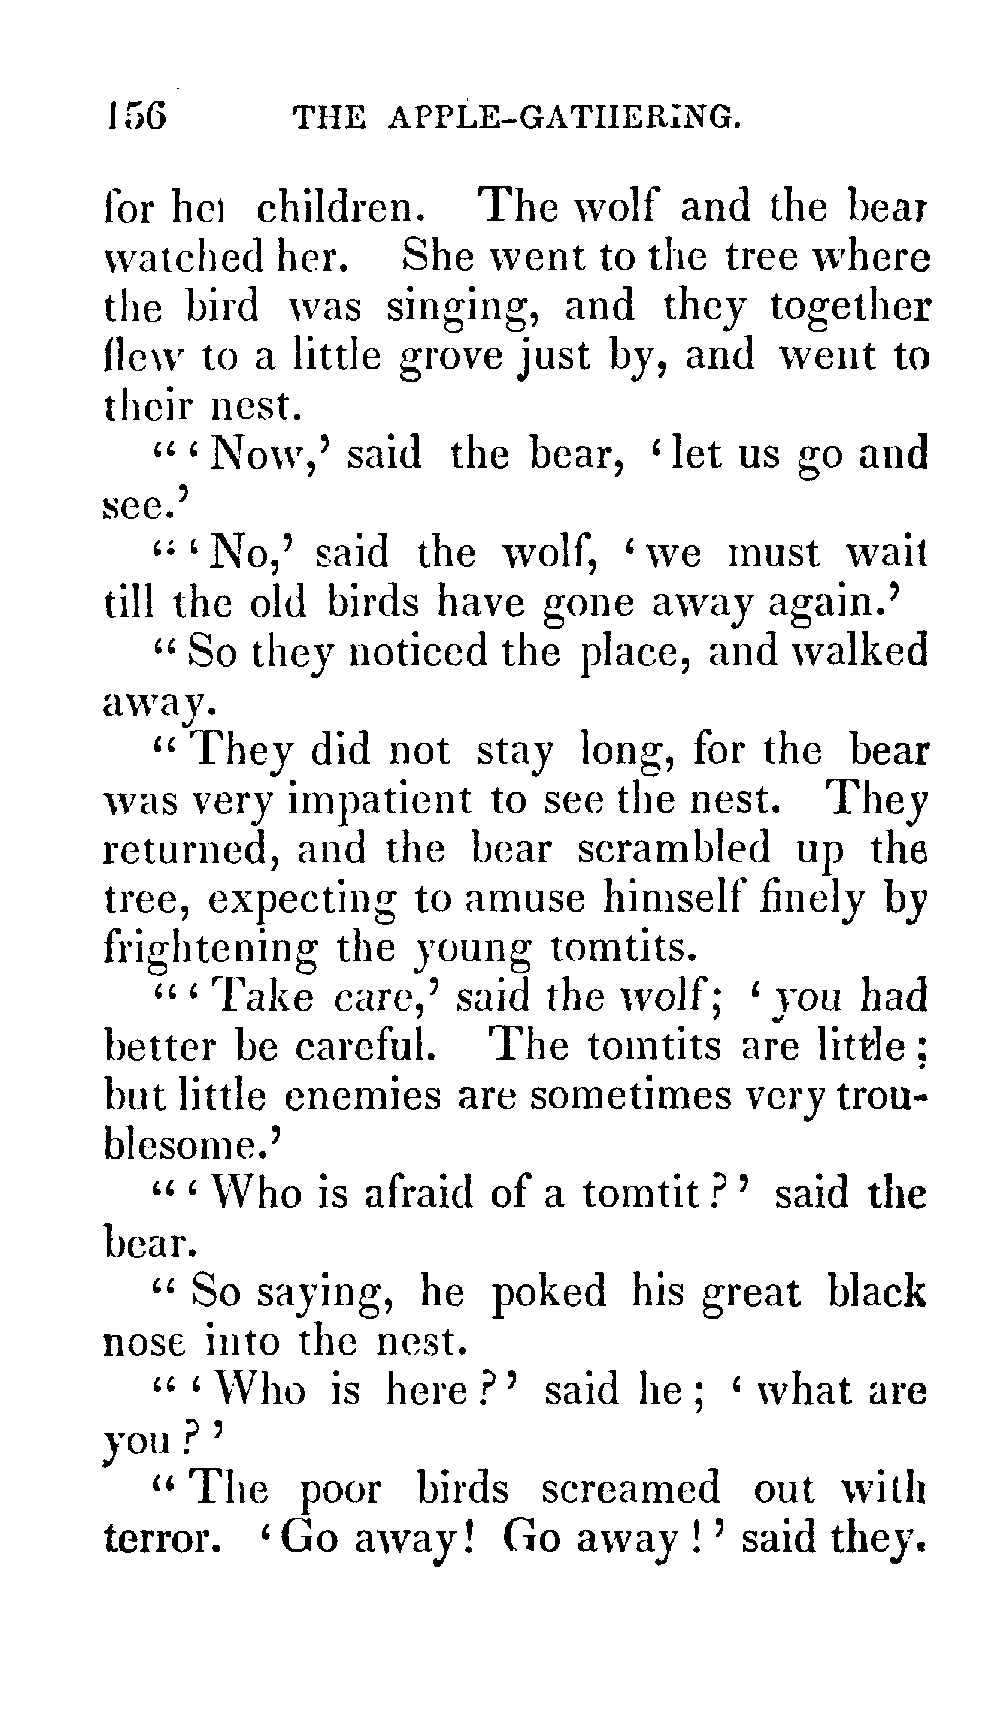 156 THE APPLE-GATHERING.
for her children. The wolf and the bear
watched her. She went to the tree where
the bird was singing, and they together
flew to a little grove just by, and went to
their nest.
“ ‘ Now,’ said the bear, ‘ let us go and
see.’
“ ‘ No,’ said the wolf, ‘ we must wait
till the old birds have gone away again.’
“ So they noticed the place, and walked
away.
“ They did not stay long, for the bear
was very impatient to see the nest. They
returned, and the bear scrambled up the
tree, expecting to amuse himself finely by
frightening the young tomtits.
“ ‘ Take care,’ said the wolf; ‘ you had
better be careful. The tomtits are little ;
but little enemies are sometimes very trou-
blesome.’
“ ‘ Who is afraid of a tomtit ? ’ said the
bear.
“ So saying, he poked his great black
nose into the nest.
“ ‘ Who is here ? ’ said he ; ‘ what are
you ? ’
“ The poor birds screamed out with
terror. ‘ Go away! Go away ! ’ said they.